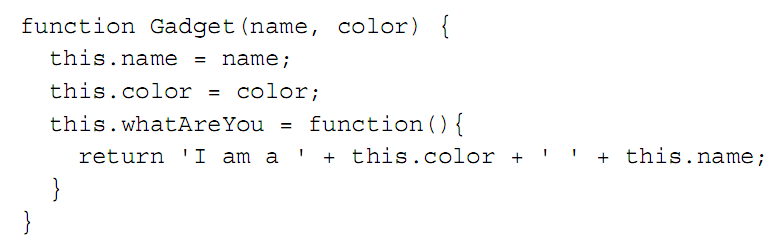 function Gadget(name, color) {
  this.name = name;
  this.color = color;
  this.whatAreYou = function(){
    return 'I am a ' + this.color + ' ' + this.name;
  }
}